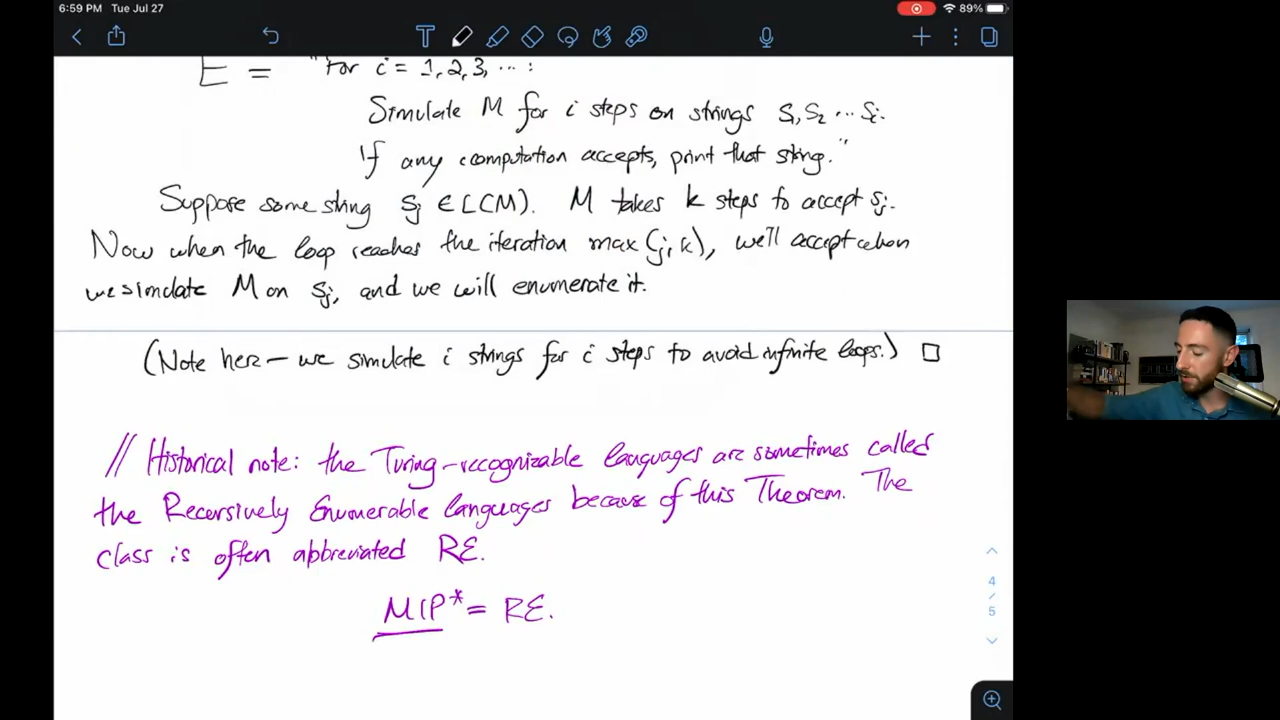 6:59 PM Tue Jul 27
89%
E = "For i = 1, 2, 3, ... :
Simulate M for i steps on strings S1, S2 ... Si.
If any computation accepts, print that string."
Suppose some string Sj ∈ L(M). M takes k steps to accept Sj.
Now when the loop reaches the iteration max(j, k), we'll accept when
we simulate M on Sj, and we will enumerate it.
(Note here — we simulate i strings for i steps to avoid infinite loops.) □
// Historical note: the Turing-recognizable languages are sometimes called
the Recursively Enumerable languages because of this Theorem. The
class is often abbreviated RE.
MIP* = RE.
4
/
5